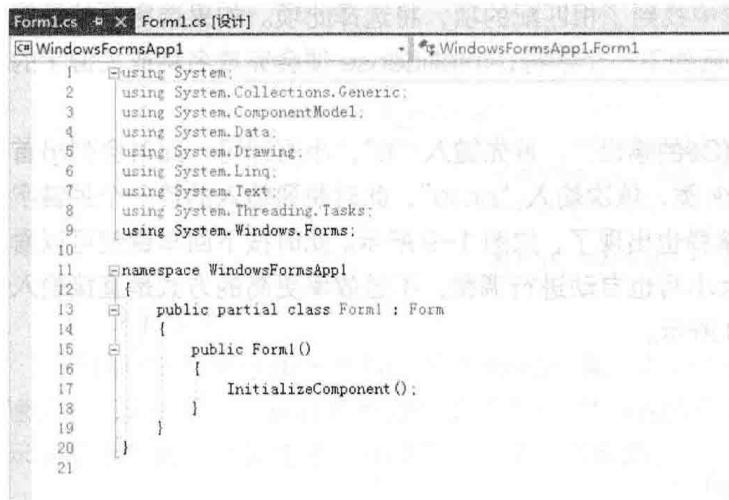 Form1.cs Form1.cs [设计]
C# WindowsFormsApp1 WindowsFormsApp1.Form1
1 using System;
2 using System.Collections.Generic;
3 using System.ComponentModel;
4 using System.Data;
5 using System.Drawing;
6 using System.Linq;
7 using System.Text;
8 using System.Threading.Tasks;
9 using System.Windows.Forms;
10
11 namespace WindowsFormsApp1
12 {
13 public partial class Form1 : Form
14 {
15 public Form1()
16 {
17 InitializeComponent();
18 }
19 }
20 }
21